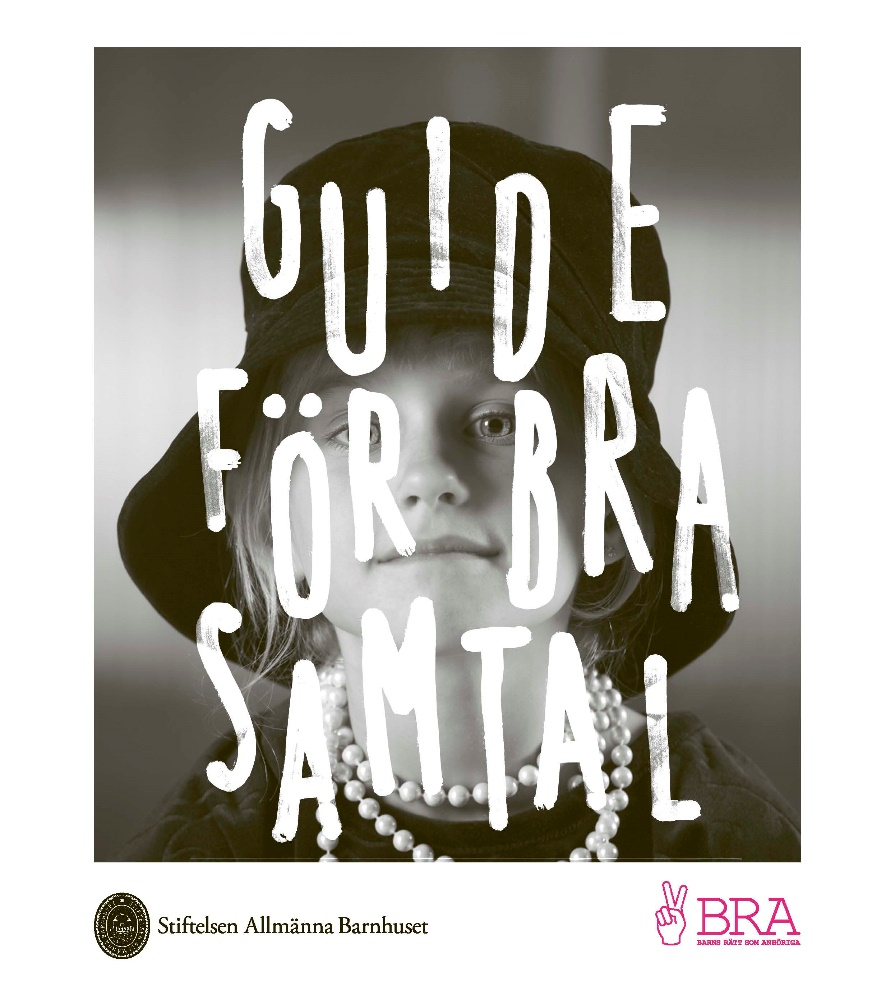 GUIDE
FÖR BRA
SAMTAL
Stiftelsen Allmänna Barnhuset
BRA
BARNS RÄTT SOM ANHÖRIGA